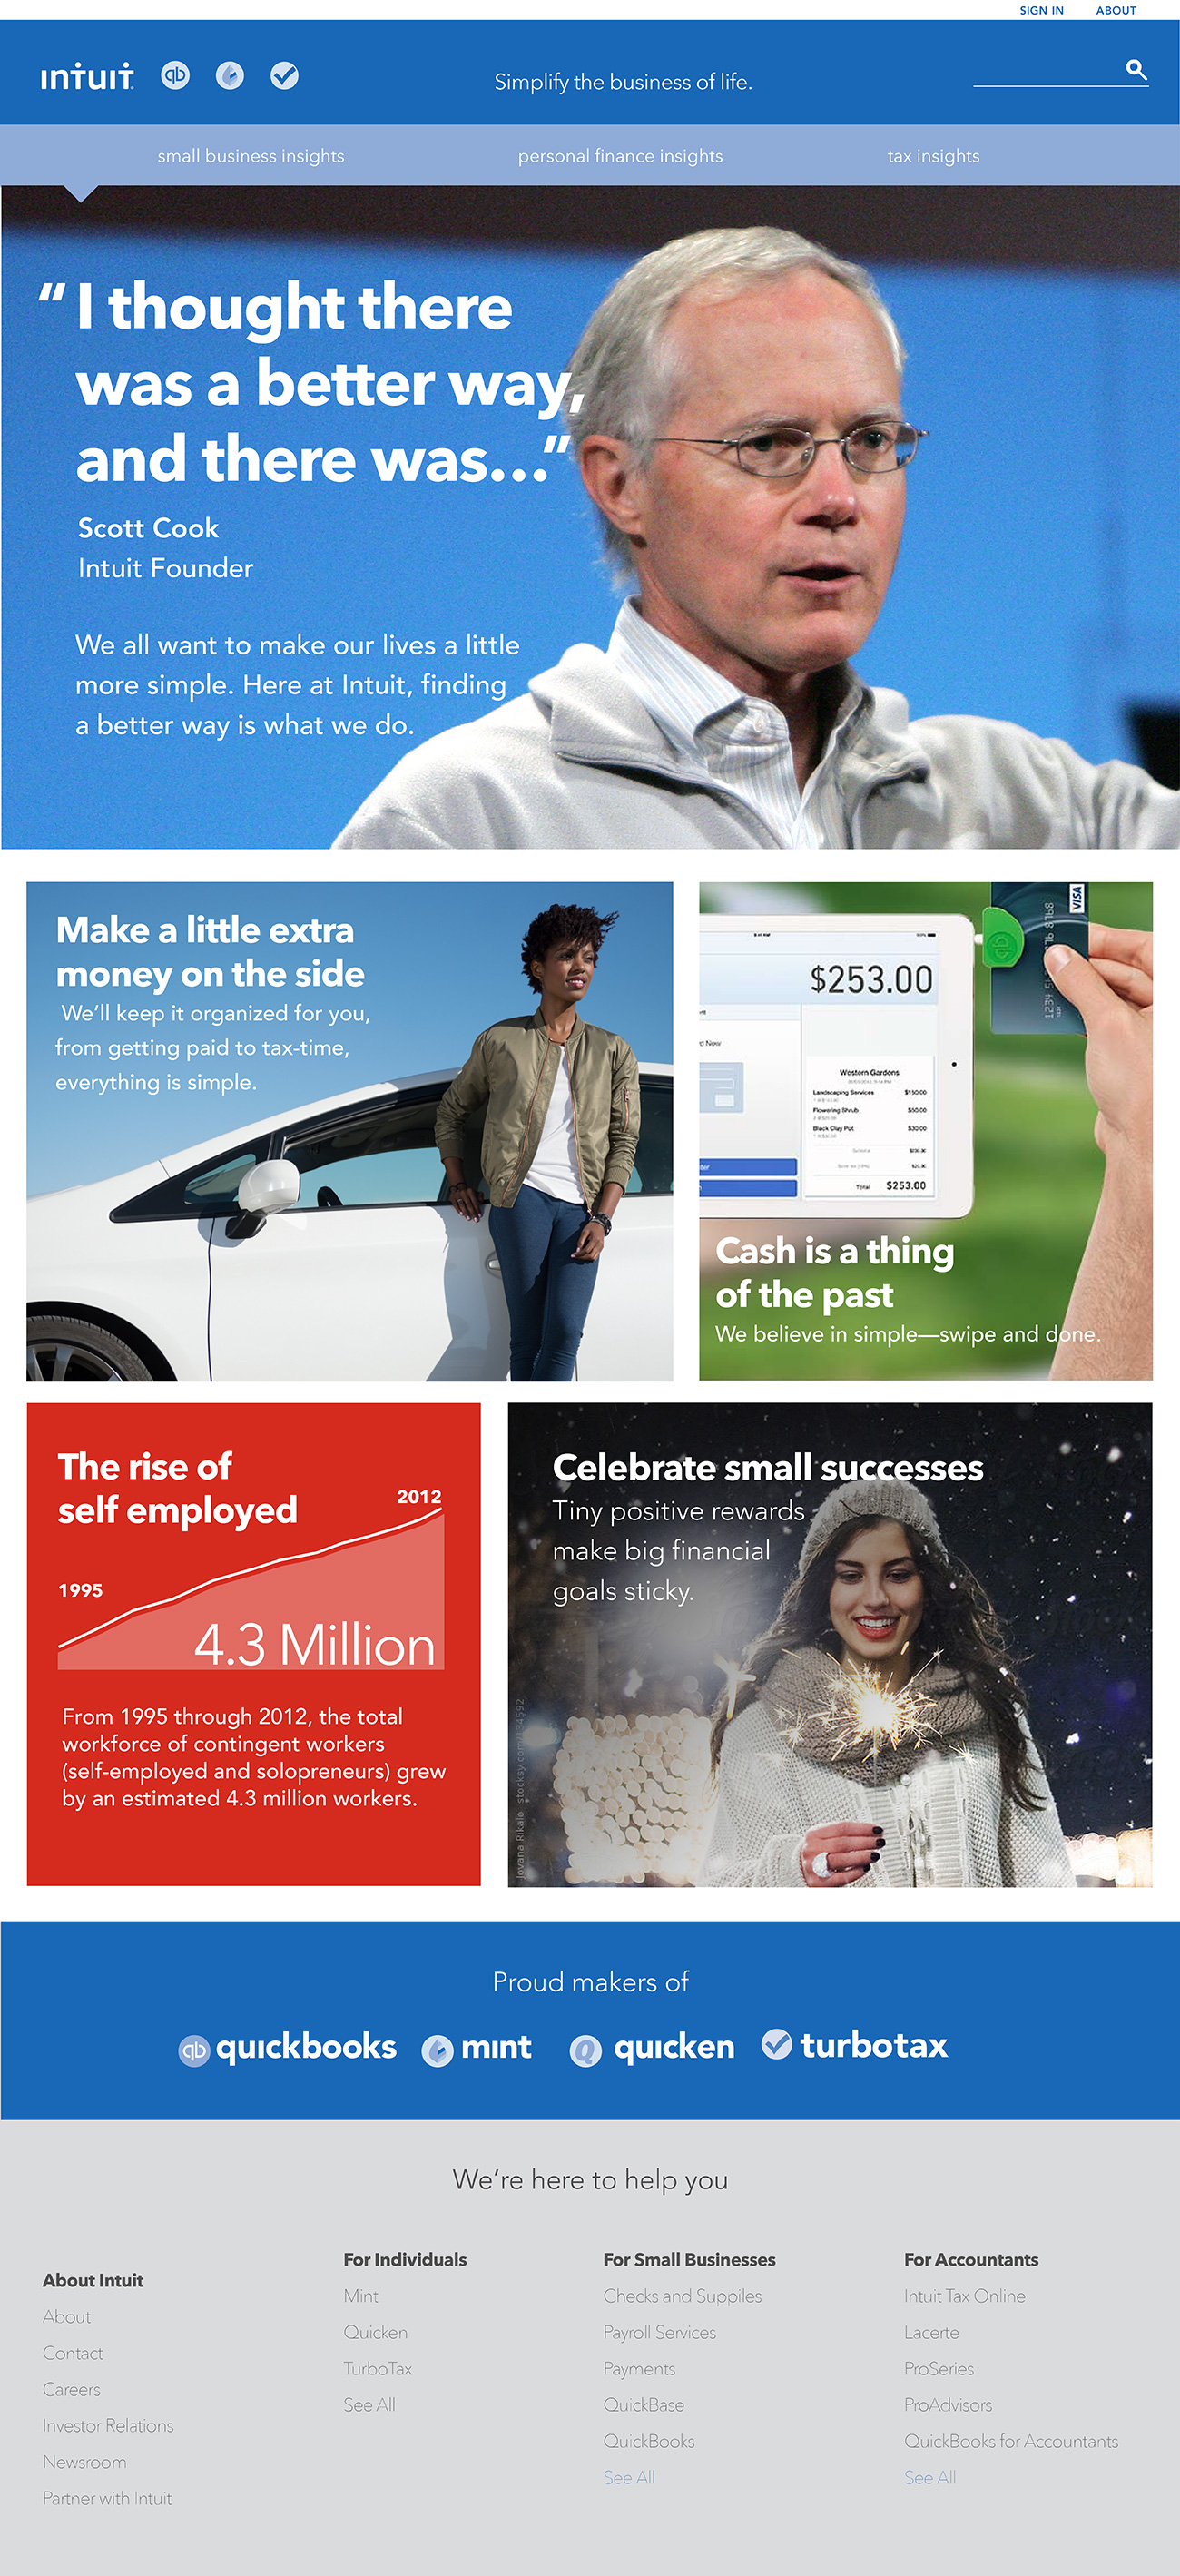 SIGN IN ABOUT
ıntuıt.
qb
Simplify the business of life.
small business insights personal finance insights tax insights
“I thought there
was a better way,
and there was...”
Scott Cook
Intuit Founder
We all want to make our lives a little
more simple. Here at Intuit, finding
a better way is what we do.
Make a little extra
money on the side
We’ll keep it organized for you,
from getting paid to tax-time,
everything is simple.
VISA
$253.00
Now
Western Gardens
Landscaping Services $150.00
Flowering Shrub $50.00
Black Clay Pot $30.00
Subtotal
Total $253.00
Cash is a thing
of the past
We believe in simple—swipe and done.
The rise of
self employed
2012
1995
4.3 Million
From 1995 through 2012, the total
workforce of contingent workers
(self-employed and solopreneurs) grew
by an estimated 4.3 million workers.
Celebrate small successes
Tiny positive rewards
make big financial
goals sticky.
Jovana Rikalo stocksy.com/1134592
Proud makers of
qb quıckbooks mınt Q quıcken turbotax
We’re here to help you
About Intuit
About
Contact
Careers
Investor Relations
Newsroom
Partner with Intuit
For Individuals
Mint
Quicken
TurboTax
See All
For Small Businesses
Checks and Suppiles
Payroll Services
Payments
QuickBase
QuickBooks
See All
For Accountants
Intuit Tax Online
Lacerte
ProSeries
ProAdvisors
QuickBooks for Accountants
See All